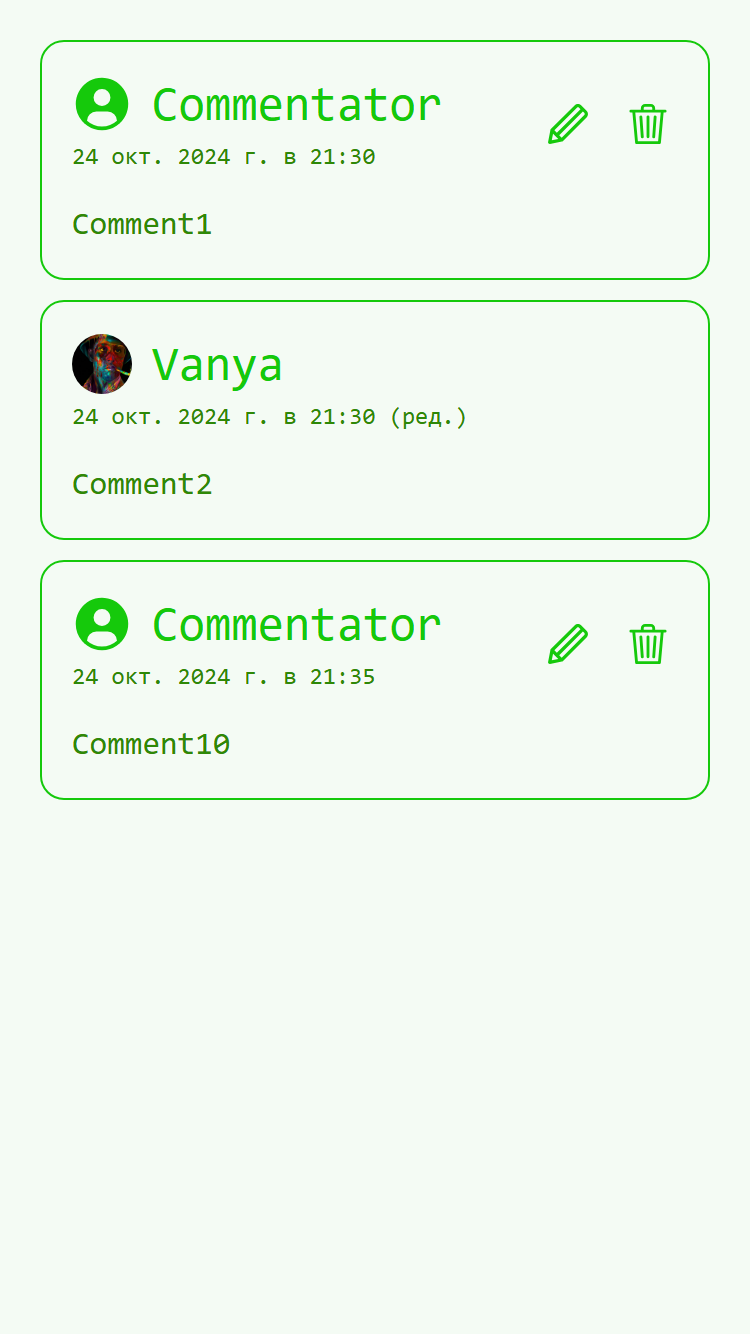 Commentator
24 окт. 2024 г. в 21:30
Comment1
Vanya
24 окт. 2024 г. в 21:30 (ред.)
Comment2
Commentator
24 окт. 2024 г. в 21:35
Comment10